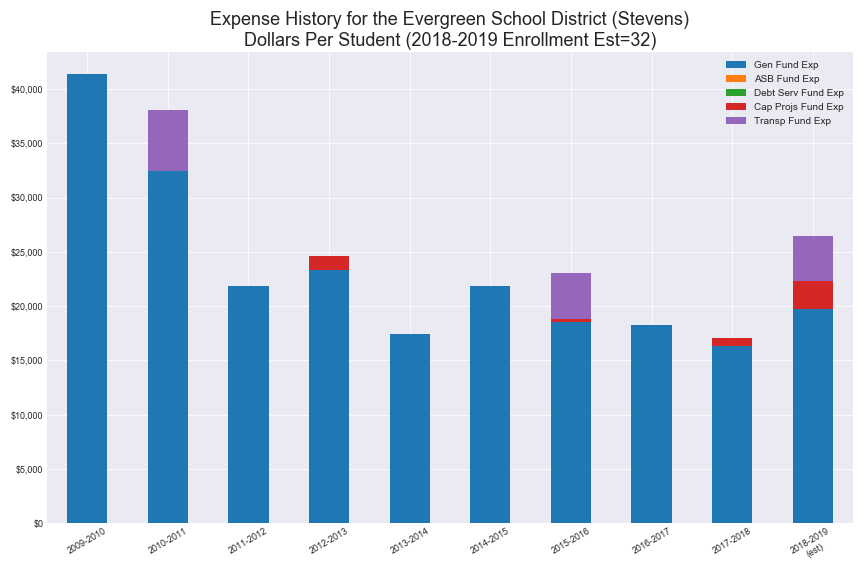 Expense History for the Evergreen School District (Stevens)
Dollars Per Student (2018-2019 Enrollment Est=32)
Gen Fund Exp
ASB Fund Exp
Debt Serv Fund Exp
Cap Projs Fund Exp
Transp Fund Exp
$40,000
$35,000
$30,000
$25,000
$20,000
$15,000
$10,000
$5,000
$0
2009-2010
2010-2011
2011-2012
2012-2013
2013-2014
2014-2015
2015-2016
2016-2017
2017-2018
2018-2019
(est)